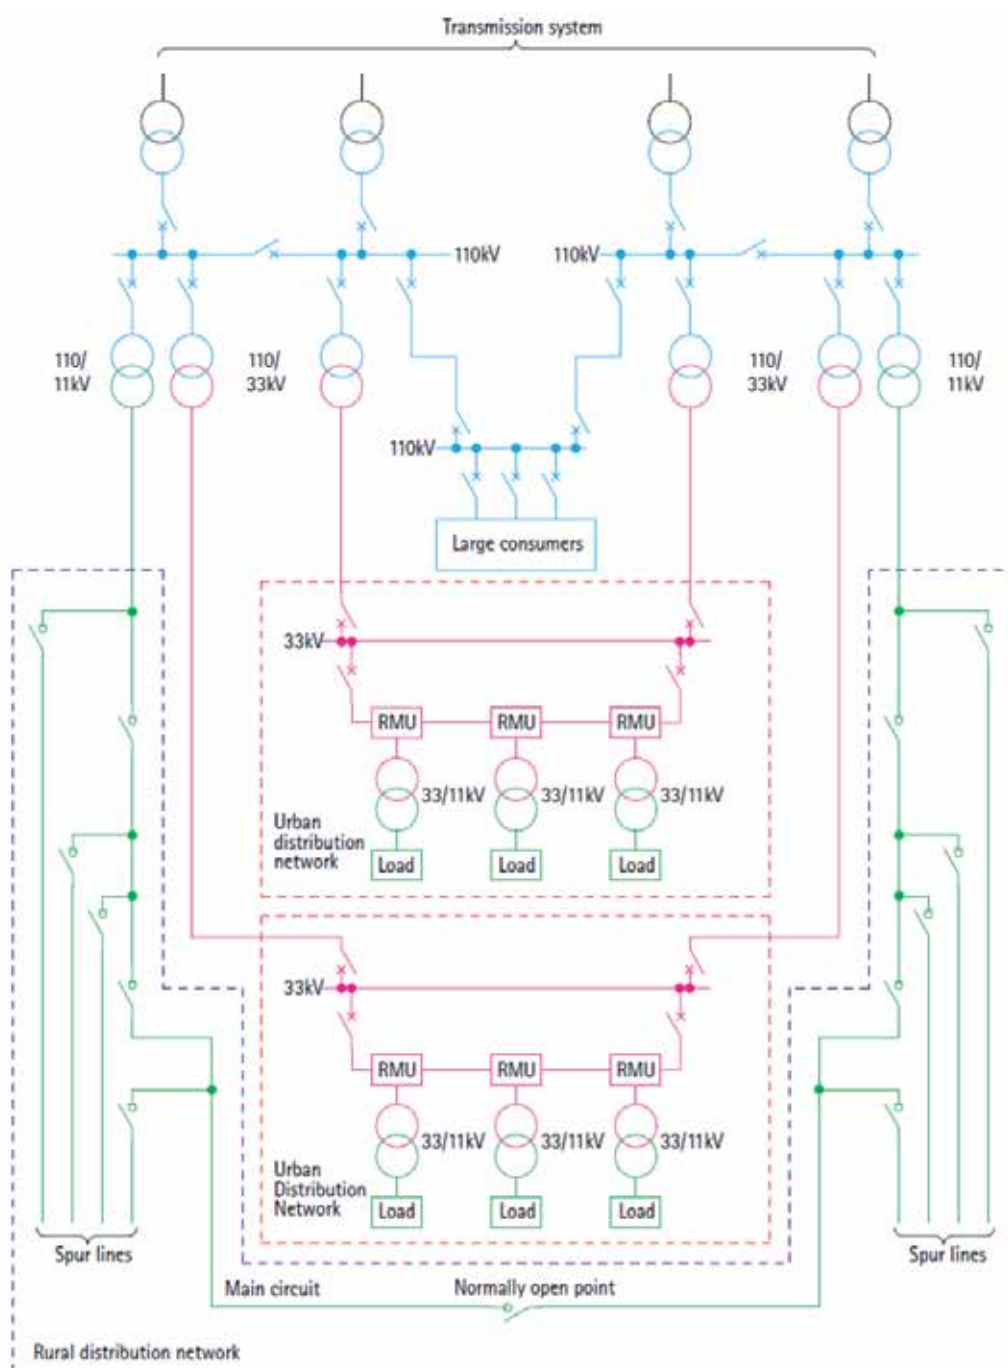 Transmission system
110kV
110kV
110/
11kV
110/
33kV
110/
33kV
110/
11kV
110kV
Large consumers
33kV
RMU
RMU
RMU
33/11kV
33/11kV
33/11kV
Urban
distribution
network
Load
Load
Load
33kV
RMU
RMU
RMU
33/11kV
33/11kV
33/11kV
Urban
Distribution
Network
Load
Load
Load
Spur lines
Spur lines
Main circuit
Normally open point
Rural distribution network